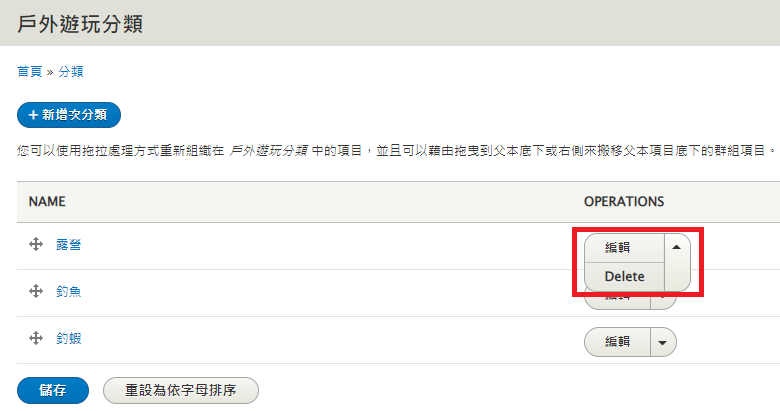 戶外遊玩分類
首頁 » 分類
+ 新增次分類
您可以使用拖拉處理方式重新組織在 戶外遊玩分類 中的項目，並且可以藉由拖曳到父本底下或右側來搬移父本項目底下的群組項目。
NAME OPERATIONS
露營 編輯
Delete
釣魚 編輯
釣蝦 編輯
儲存 重設為依字母排序